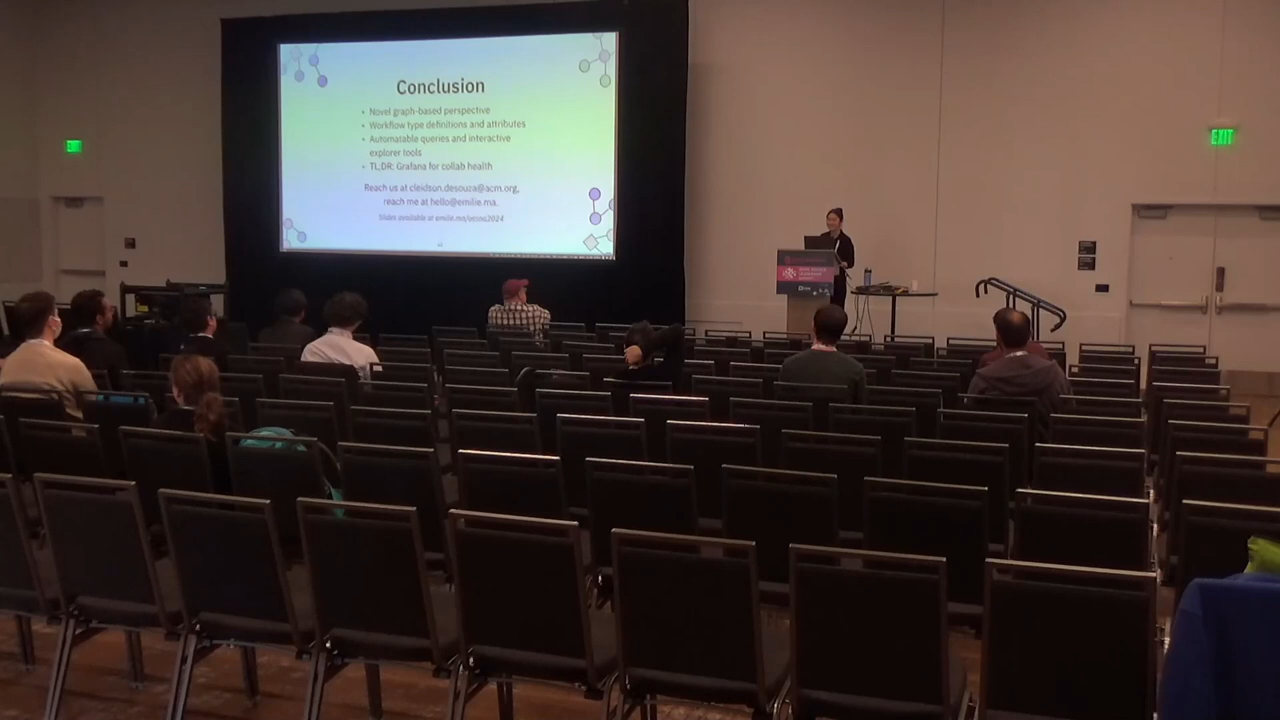 Conclusion
• Novel graph-based perspective
• Workflow type definitions and attributes
• Automatable queries and interactive
explorer tools
• TL;DR: Grafana for collab health
Reach us at cleidson.desouza@acm.org,
reach me at hello@emilie.ma.
Slides available at emilie.ma/vissoft2024
EXIT
EXIT